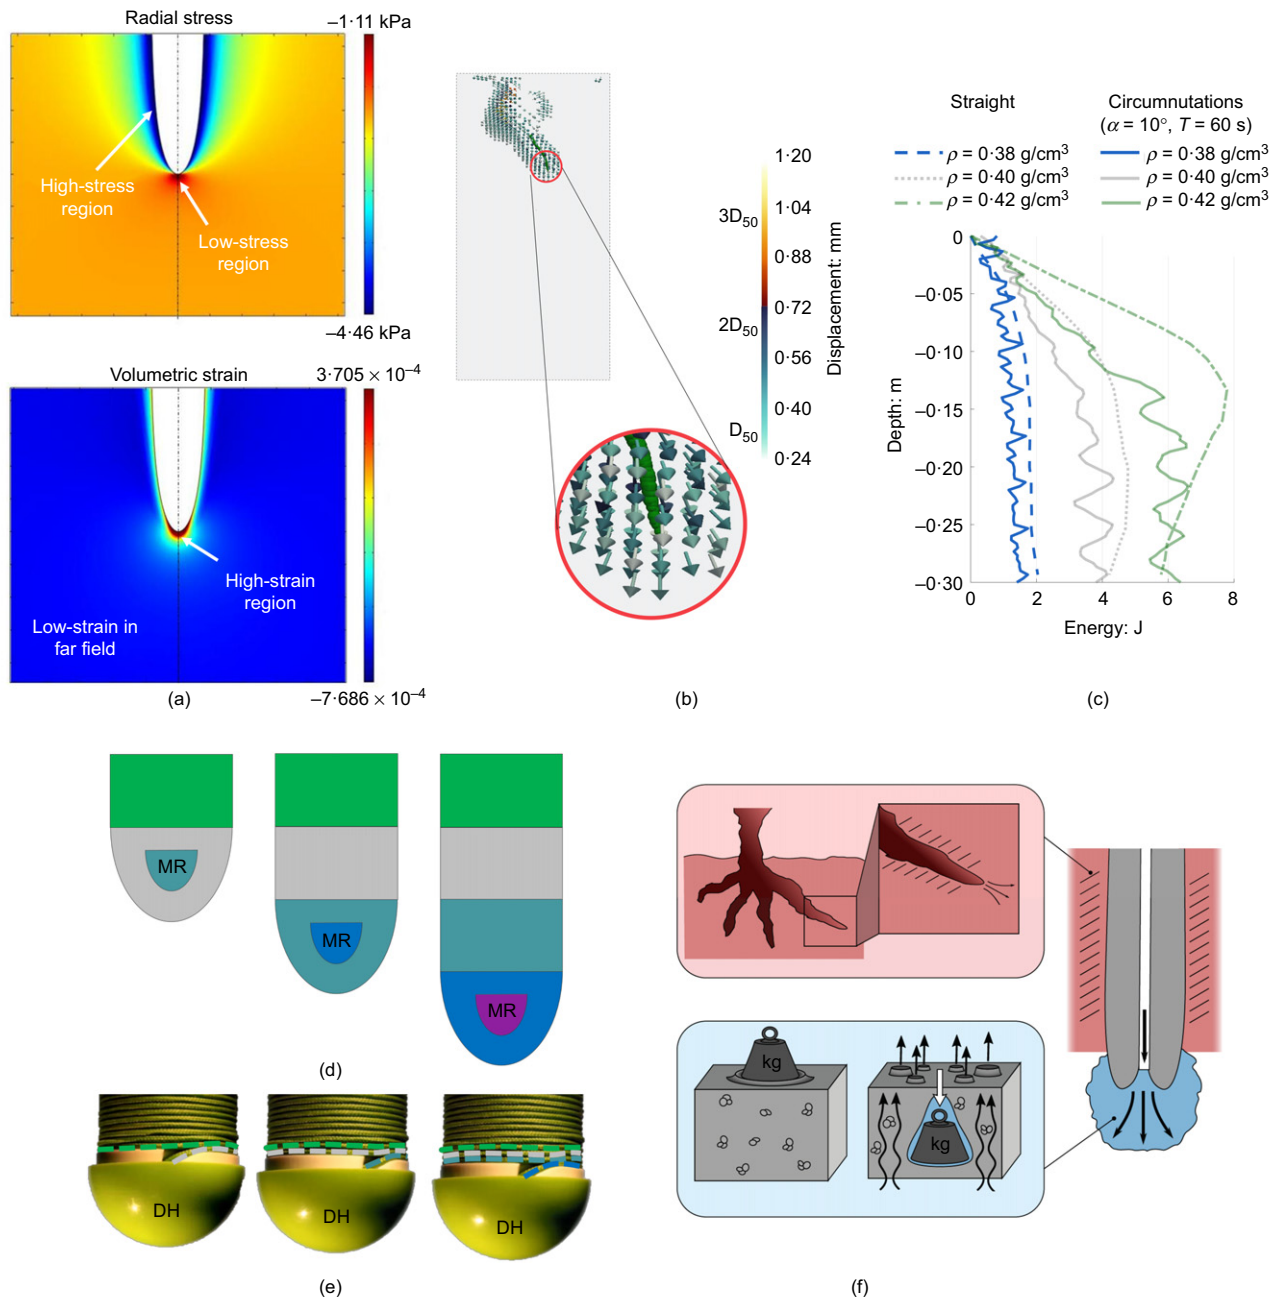 Radial stress
–1·11 kPa
High-stress
region
Low-stress
region
–4·46 kPa
Volumetric strain
3·705 × 10–4
High-strain
region
Low-strain in
far field
–7·686 × 10–4
(a)
1·20
3D50
1·04
0·88
0·72
2D50
0·56
0·40
D50
0·24
Displacement: mm
(b)
Straight
Circumnutations
(α = 10°, T = 60 s)
ρ = 0·38 g/cm3
ρ = 0·38 g/cm3
ρ = 0·40 g/cm3
ρ = 0·40 g/cm3
ρ = 0·42 g/cm3
ρ = 0·42 g/cm3
0
–0·05
–0·10
–0·15
–0·20
–0·25
–0·30
Depth: m
0 2 4 6 8
Energy: J
(c)
MR
MR
MR
(d)
DH
DH
DH
(e)
kg
kg
(f)